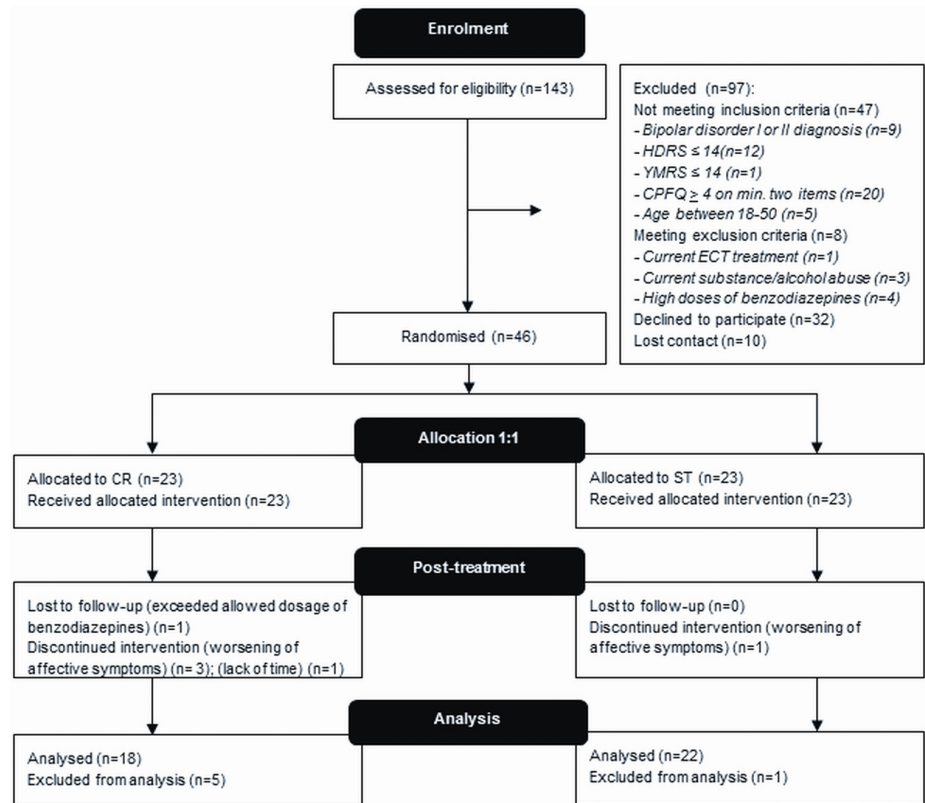 Enrolment
Assessed for eligibility (n=143)
Excluded (n=97):
Not meeting inclusion criteria (n=47)
- Bipolar disorder I or II diagnosis (n=9)
- HDRS ≤ 14(n=12)
- YMRS ≤ 14 (n=1)
- CPFQ ≥ 4 on min. two items (n=20)
- Age between 18-50 (n=5)
Meeting exclusion criteria (n=8)
- Current ECT treatment (n=1)
- Current substance/alcohol abuse (n=3)
- High doses of benzodiazepines (n=4)
Declined to participate (n=32)
Lost contact (n=10)
Randomised (n=46)
Allocation 1:1
Allocated to CR (n=23)
Received allocated intervention (n=23)
Allocated to ST (n=23)
Received allocated intervention (n=23)
Post-treatment
Lost to follow-up (exceeded allowed dosage of
benzodiazepines) (n=1)
Discontinued intervention (worsening of
affective symptoms) (n= 3); (lack of time) (n=1)
Lost to follow-up (n=0)
Discontinued intervention (worsening of
affective symptoms) (n=1)
Analysis
Analysed (n=18)
Excluded from analysis (n=5)
Analysed (n=22)
Excluded from analysis (n=1)